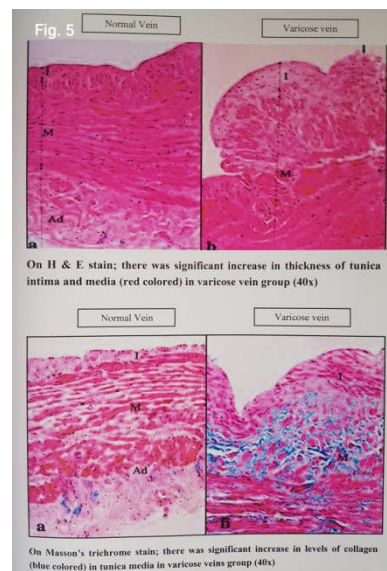 Fig. 5
Normal Vein
Varicose vein
I
I
I
M
M
Ad
a
b
On H & E stain; there was significant increase in thickness of tunica
intima and media (red colored) in varicose vein group (40x)
Normal Vein
Varicose vein
I
I
M
M
Ad
a
b
On Masson's trichrome stain; there was significant increase in levels of collagen
(blue colored) in tunica media in varicose veins group (40x)